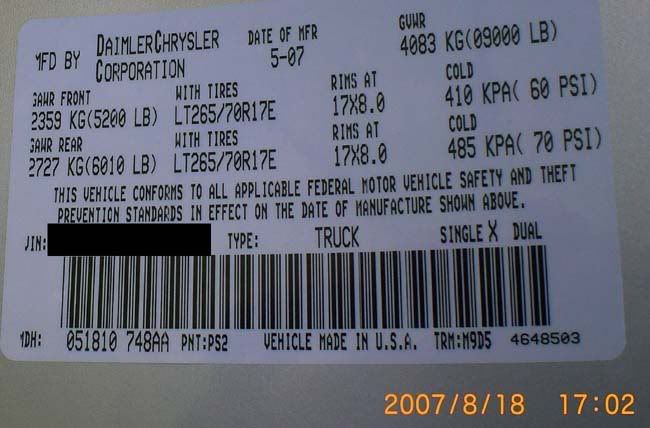 MFD BY DAIMLERCHRYSLER CORPORATION
DATE OF MFR 5-07
GVWR 4083 KG(09000 LB)
GAWR FRONT WITH TIRES RIMS AT COLD
2359 KG(5200 LB) LT265/70R17E 17X8.0 410 KPA( 60 PSI)
GAWR REAR WITH TIRES RIMS AT COLD
2727 KG(6010 LB) LT265/70R17E 17X8.0 485 KPA( 70 PSI)
THIS VEHICLE CONFORMS TO ALL APPLICABLE FEDERAL MOTOR VEHICLE SAFETY AND THEFT
PREVENTION STANDARDS IN EFFECT ON THE DATE OF MANUFACTURE SHOWN ABOVE.
VIN: TYPE: TRUCK SINGLE X DUAL
MDH: 051810 748AA PNT:PS2 VEHICLE MADE IN U.S.A. TRM:M9D5 4648503
2007/8/18 17:02